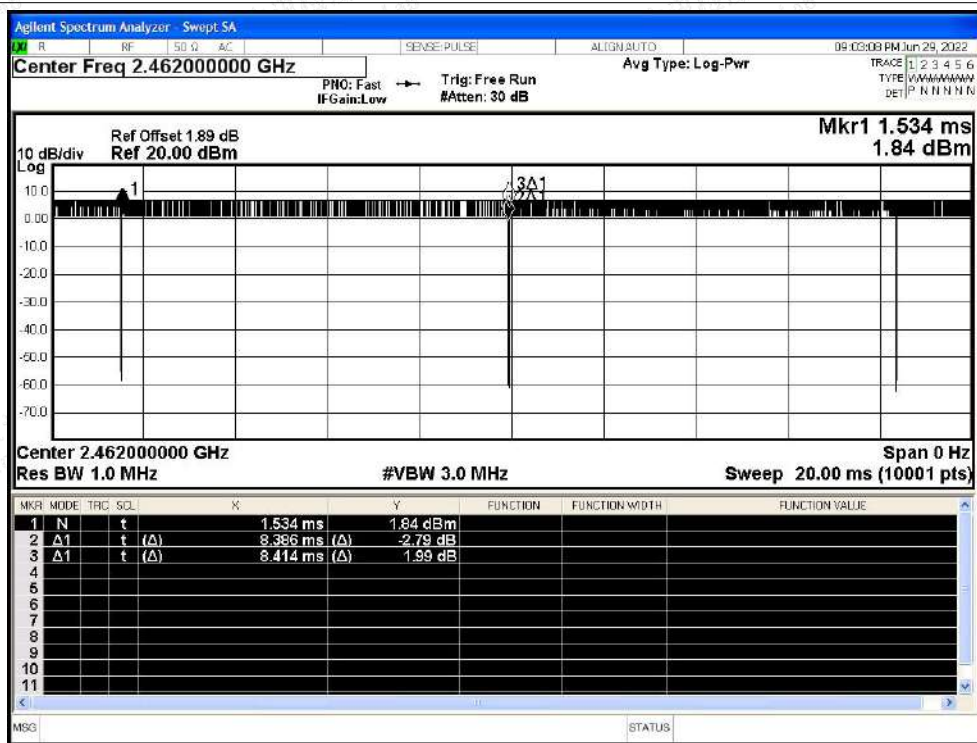 Agilent Spectrum Analyzer - Swept SA
LXI R RF 50 Ω AC SENSE:PULSE ALIGN AUTO 09:03:08 PM Jun 29, 2022
Center Freq 2.462000000 GHz Avg Type: Log-Pwr TRACE 1 2 3 4 5 6
PNO: Fast Trig: Free Run TYPE WWWWWW
IFGain:Low #Atten: 30 dB DET P N N N N N
Mkr1 1.534 ms
Ref Offset 1.89 dB
10 dB/div Ref 20.00 dBm 1.84 dBm
Log
10.0 1 3Δ1
0.00 2Δ1
-10.0
-20.0
-30.0
-40.0
-50.0
-60.0
-70.0
Center 2.462000000 GHz Span 0 Hz
Res BW 1.0 MHz #VBW 3.0 MHz Sweep 20.00 ms (10001 pts)
MKR MODE TRC SCL X Y FUNCTION FUNCTION WIDTH FUNCTION VALUE
1 N t 1.534 ms 1.84 dBm
2 Δ1 t (Δ) 8.386 ms (Δ) -2.79 dB
3 Δ1 t (Δ) 8.414 ms (Δ) 1.99 dB
4
5
6
7
8
9
10
11
MSG STATUS